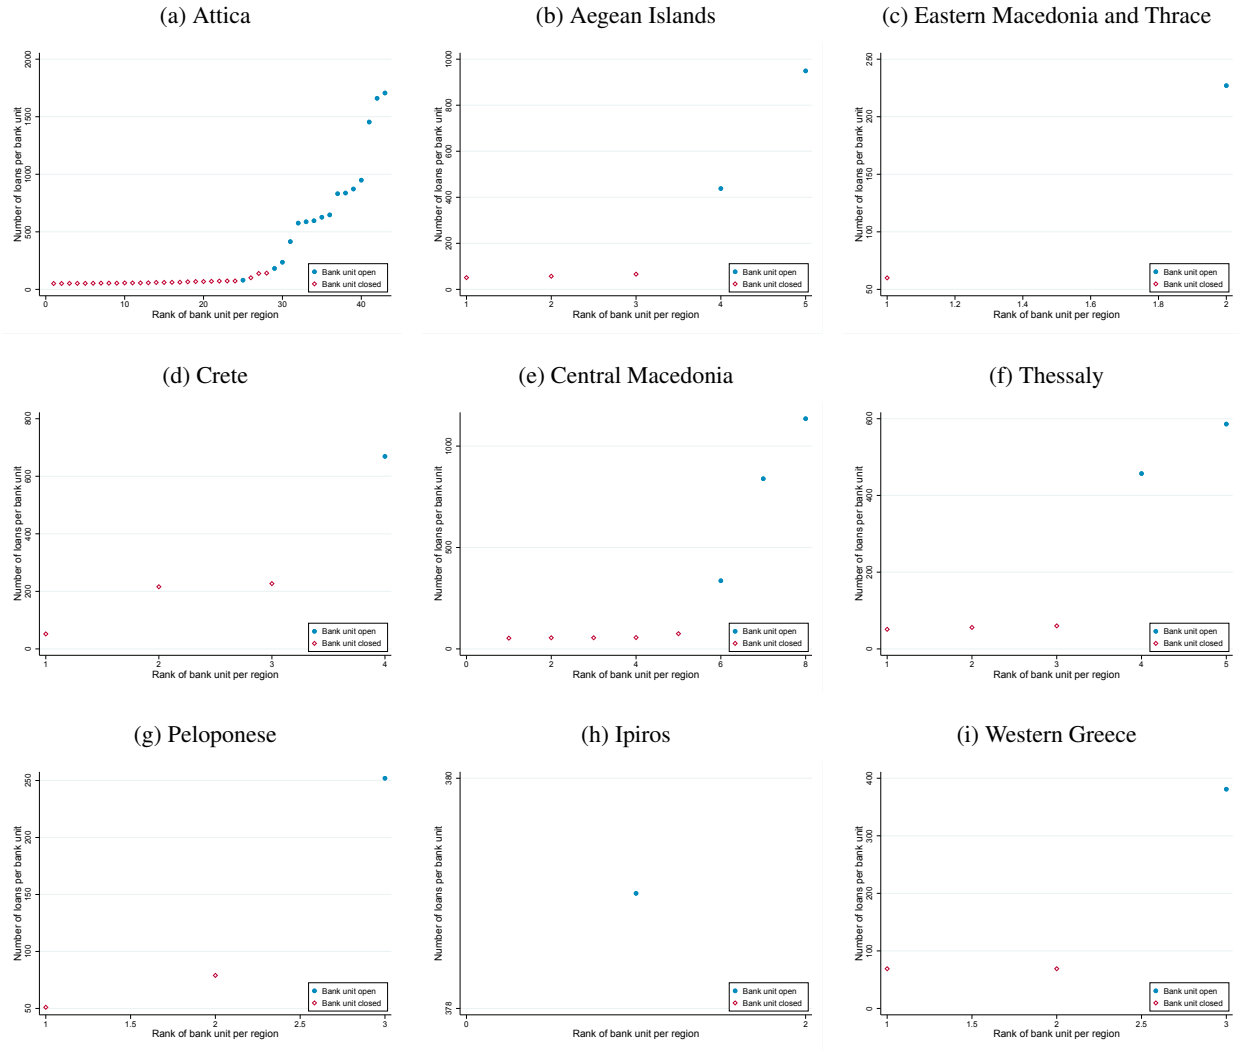 (a) Attica
Number of loans per bank unit
2000
1500
1000
500
0
0 10 20 30 40
Rank of bank unit per region
Bank unit open
Bank unit closed
(b) Aegean Islands
Number of loans per bank unit
1000
800
600
400
200
0
1 2 3 4 5
Rank of bank unit per region
Bank unit open
Bank unit closed
(c) Eastern Macedonia and Thrace
Number of loans per bank unit
250
200
150
100
50
1 1.2 1.4 1.6 1.8 2
Rank of bank unit per region
Bank unit open
Bank unit closed
(d) Crete
Number of loans per bank unit
800
600
400
200
0
1 2 3 4
Rank of bank unit per region
Bank unit open
Bank unit closed
(e) Central Macedonia
Number of loans per bank unit
1000
500
0
0 2 4 6 8
Rank of bank unit per region
Bank unit open
Bank unit closed
(f) Thessaly
Number of loans per bank unit
600
400
200
0
1 2 3 4 5
Rank of bank unit per region
Bank unit open
Bank unit closed
(g) Peloponese
Number of loans per bank unit
250
200
150
100
50
1 1.5 2 2.5 3
Rank of bank unit per region
Bank unit open
Bank unit closed
(h) Ipiros
Number of loans per bank unit
380
378
0 2
Rank of bank unit per region
Bank unit open
Bank unit closed
(i) Western Greece
Number of loans per bank unit
400
300
200
100
0
1 1.5 2 2.5 3
Rank of bank unit per region
Bank unit open
Bank unit closed